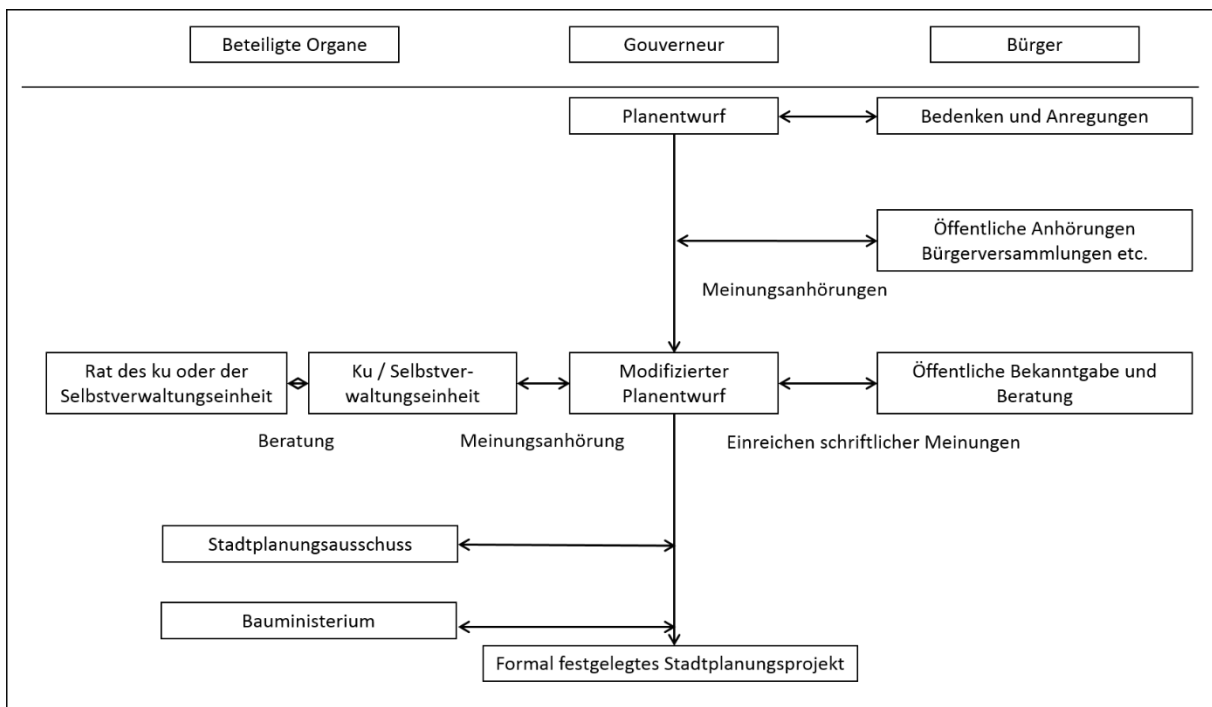 Beteiligte Organe
Gouverneur
Bürger
Planentwurf
Bedenken und Anregungen
Öffentliche Anhörungen
Bürgerversammlungen etc.
Meinungsanhörungen
Rat des ku oder der
Selbstverwaltungseinheit
Ku / Selbstver-
waltungseinheit
Modifizierter
Planentwurf
Öffentliche Bekanntgabe und
Beratung
Beratung
Meinungsanhörung
Einreichen schriftlicher Meinungen
Stadtplanungsausschuss
Bauministerium
Formal festgelegtes Stadtplanungsprojekt